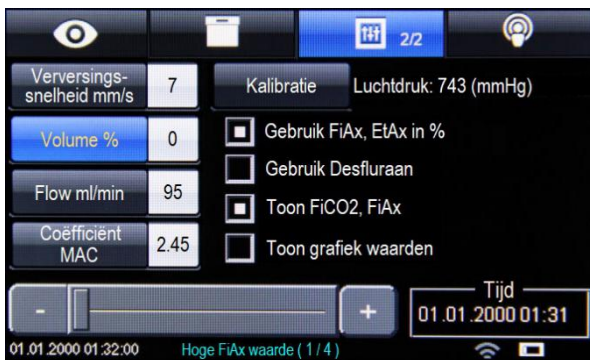 2/2
Verversings-
snelheid mm/s
7
Kalibratie
Luchtdruk: 743 (mmHg)
Volume %
0
Gebruik FiAx, EtAx in %
Gebruik Desfluraan
Flow ml/min
95
Toon FiCO2, FiAx
Coëfficiënt
MAC
2.45
Toon grafiek waarden
-
+
Tijd
01.01.2000 01:31
01.01.2000 01:32:00
Hoge FiAx waarde ( 1 / 4 )